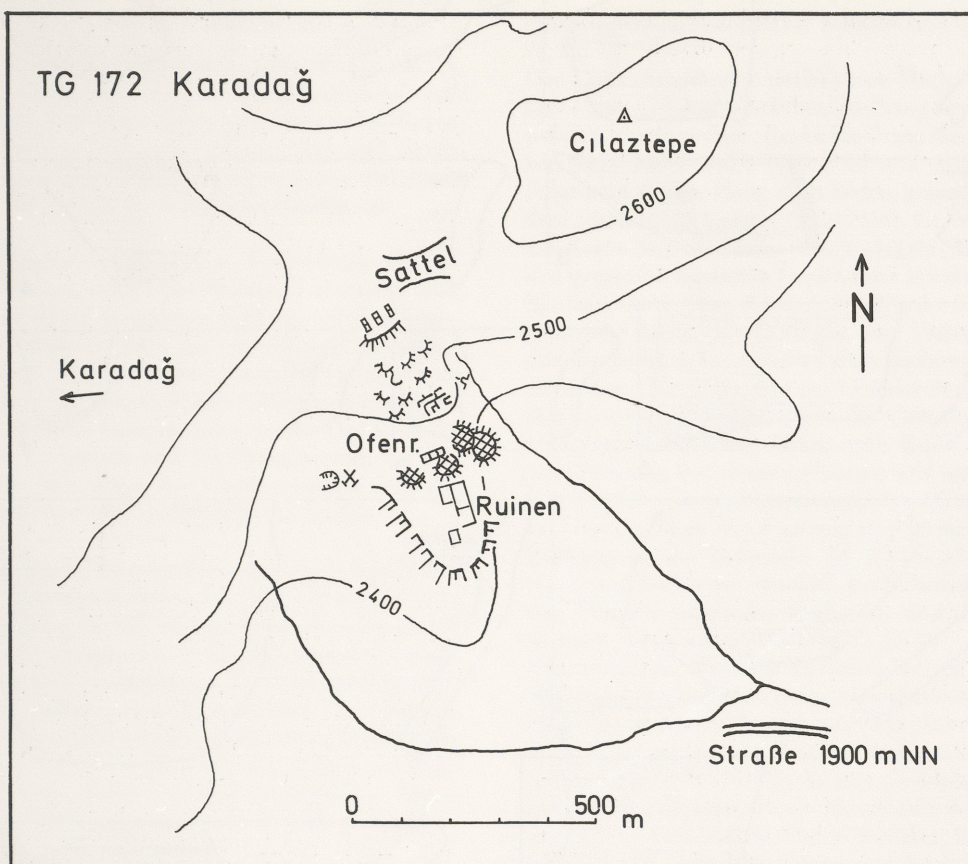 TG 172 Karadağ
Cılaztepe
2600
Sattel
N
2500
Karadağ
Ofenr.
Ruinen
2400
Straße 1900 m NN
0 500 m